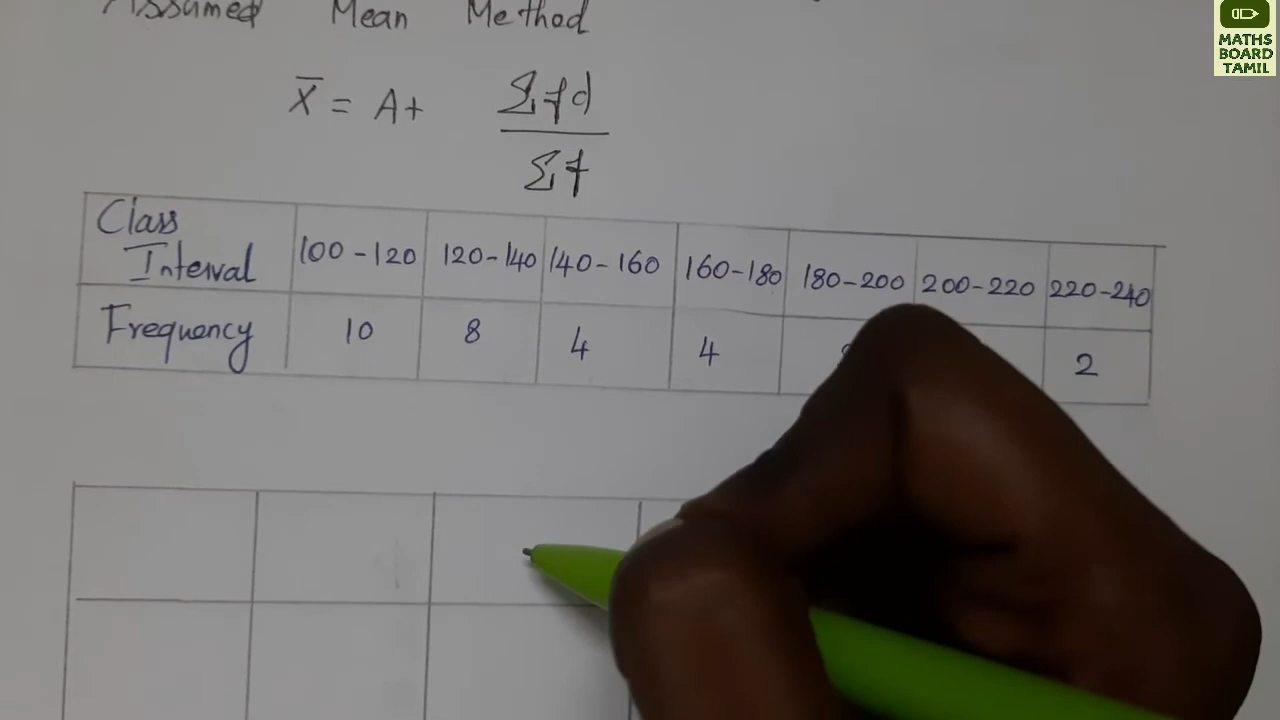 Assumed Mean Method
X̄ = A + Σfd / Σf
Class Interval 100-120 120-140 140-160 160-180 180-200 200-220 220-240
Frequency 10 8 4 4 2
MATHS
BOARD
TAMIL